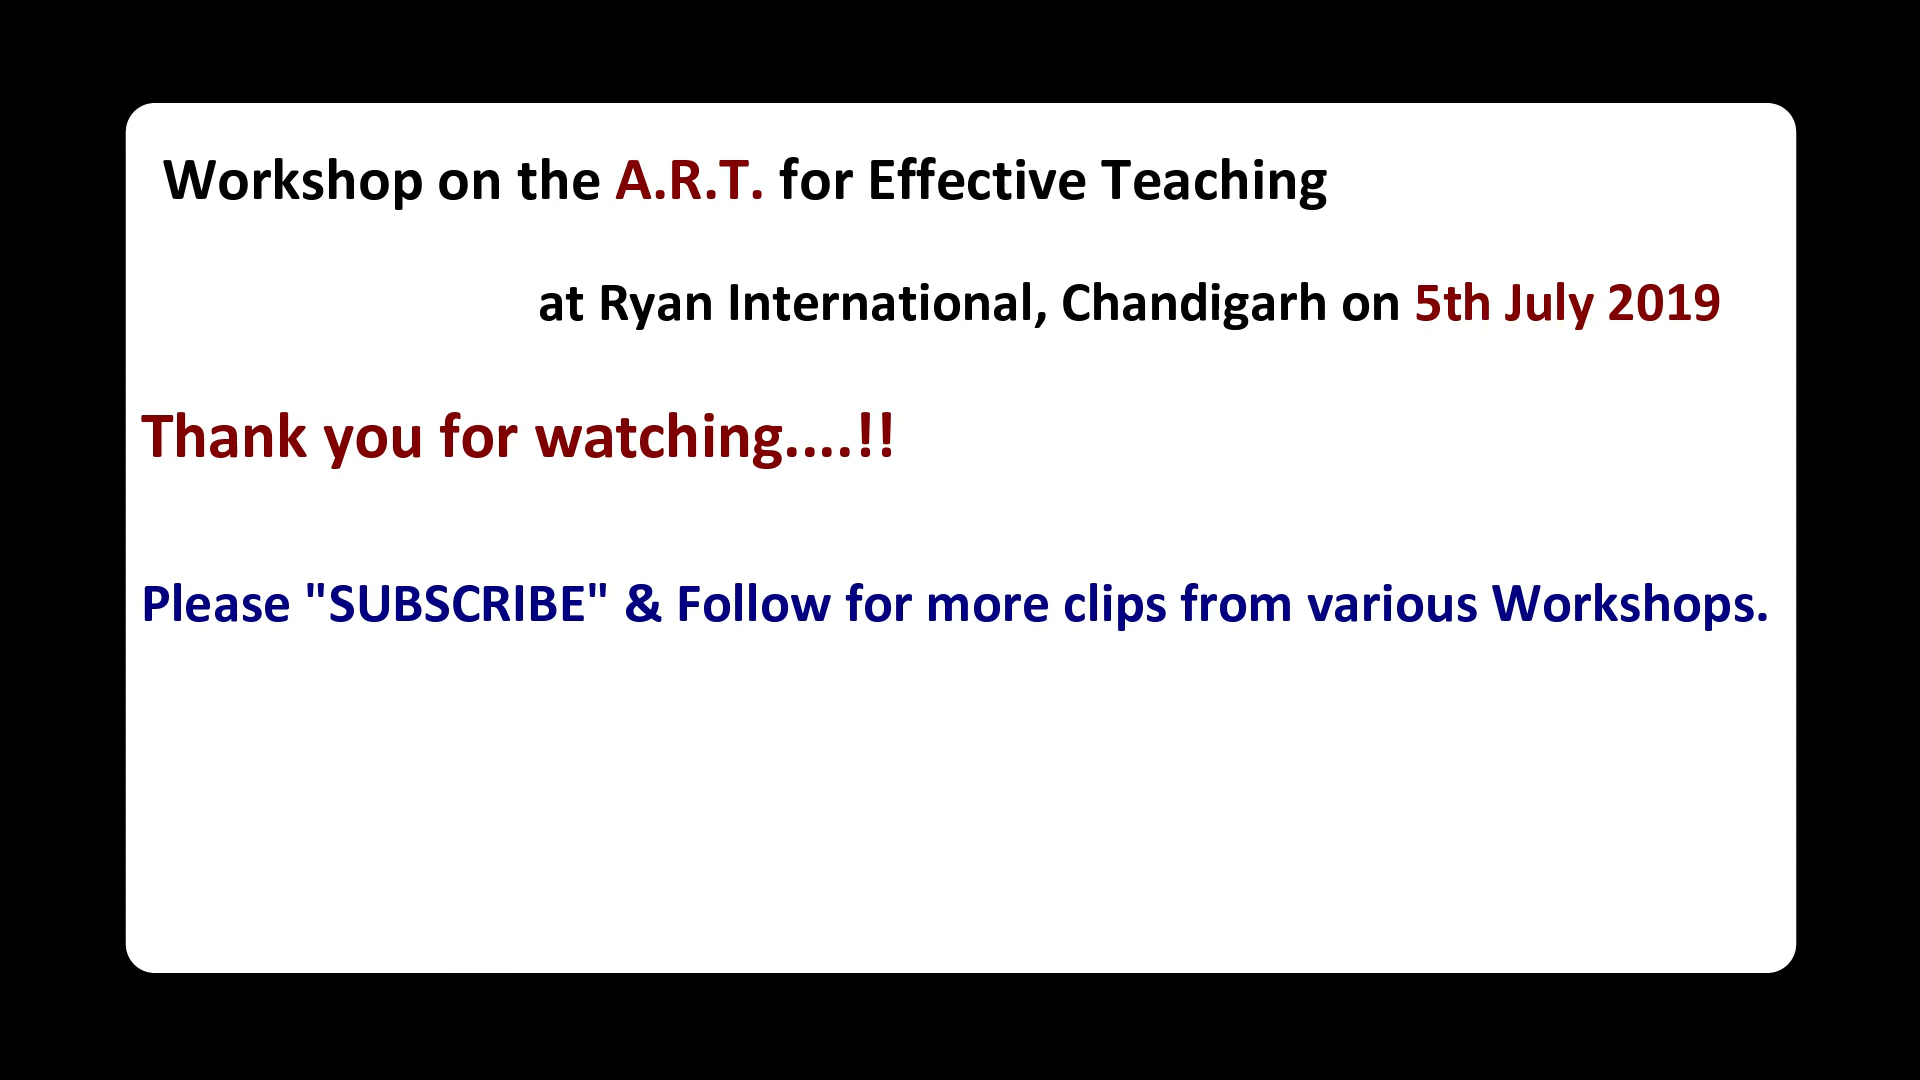 Workshop on the A.R.T. for Effective Teaching
at Ryan International, Chandigarh on 5th July 2019
Thank you for watching....!!
Please "SUBSCRIBE" & Follow for more clips from various Workshops.